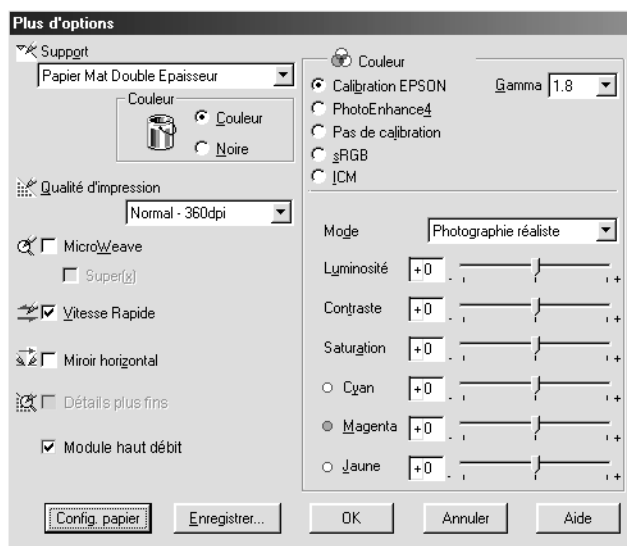 Plus d'options
Support
Papier Mat Double Epaisseur
Couleur
Couleur
Noire
Qualité d'impression
Normal - 360dpi
MicroWeave
Super(x)
Vitesse Rapide
Miroir horizontal
Détails plus fins
Module haut débit
Couleur
Calibration EPSON
Gamma 1.8
PhotoEnhance4
Pas de calibration
sRGB
ICM
Mode Photographie réaliste
Luminosité +0 - +
Contraste +0 - +
Saturation +0 - +
Cyan +0 - +
Magenta +0 - +
Jaune +0 - +
Config. papier
Enregistrer...
OK
Annuler
Aide